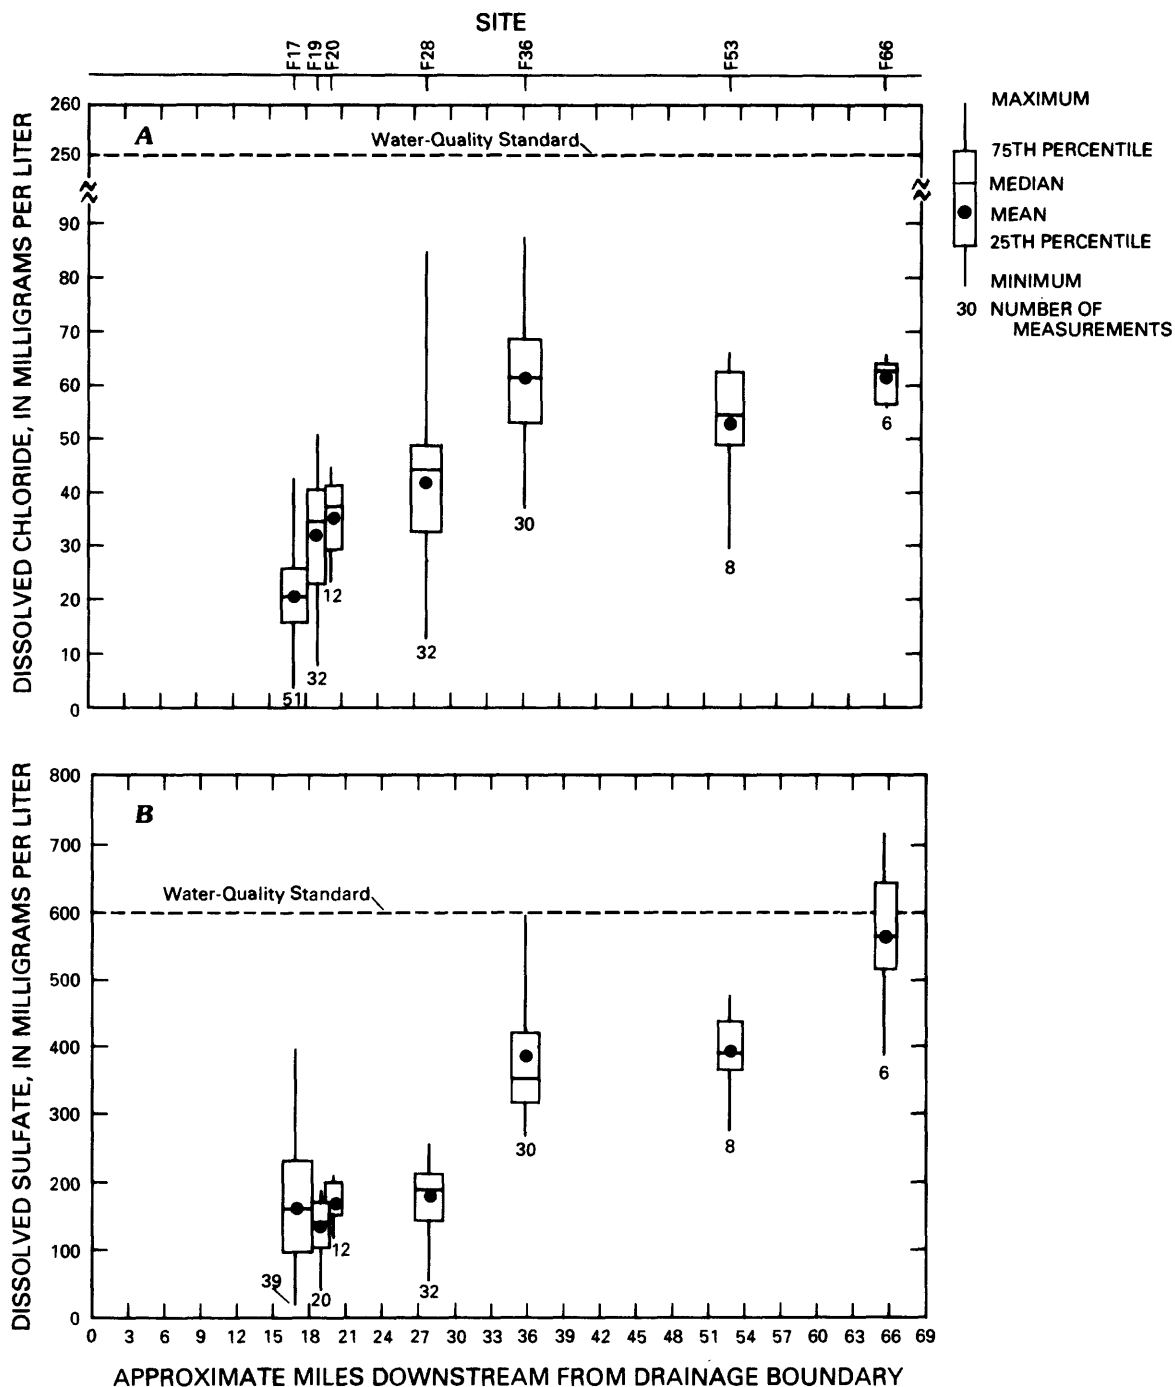 SITE
F17 F19 F20 F28 F36 F53 F66
A
DISSOLVED CHLORIDE, IN MILLIGRAMS PER LITER
260
250
90
80
70
60
50
40
30
20
10
0
Water-Quality Standard
51
32
12
32
30
8
6
MAXIMUM
75TH PERCENTILE
MEDIAN
MEAN
25TH PERCENTILE
MINIMUM
30 NUMBER OF
MEASUREMENTS
B
DISSOLVED SULFATE, IN MILLIGRAMS PER LITER
800
700
600
500
400
300
200
100
0
Water-Quality Standard
39
20
12
32
30
8
6
0 3 6 9 12 15 18 21 24 27 30 33 36 39 42 45 48 51 54 57 60 63 66 69
APPROXIMATE MILES DOWNSTREAM FROM DRAINAGE BOUNDARY